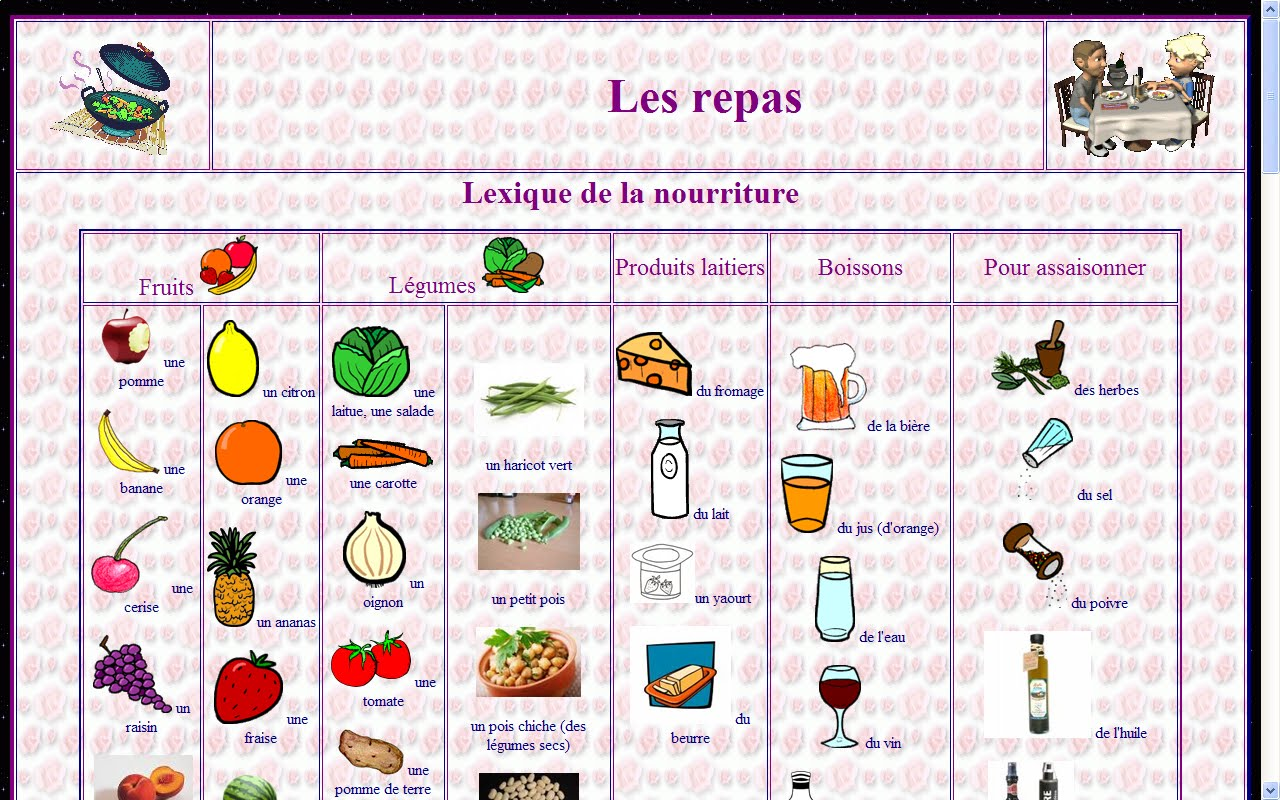 Les repas
Lexique de la nourriture
Fruits
Légumes
Produits laitiers
Boissons
Pour assaisonner
une
pomme
une
banane
une
cerise
un
raisin
un citron
une
orange
un ananas
une
fraise
une
laitue, une salade
une carotte
un
oignon
une
tomate
une
pomme de terre
un haricot vert
un petit pois
un pois chiche (des
légumes secs)
du fromage
du lait
un yaourt
du
beurre
de la bière
du jus (d'orange)
de l'eau
du vin
des herbes
du sel
du poivre
de l'huile